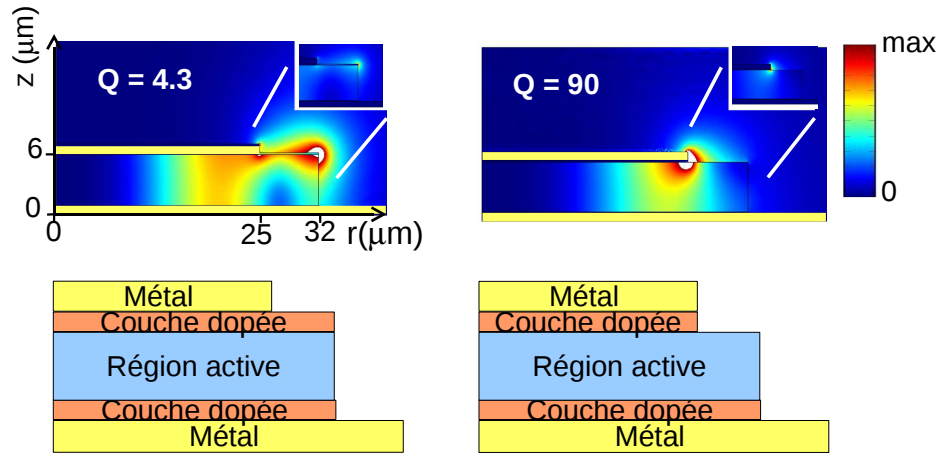 z (μm)
Q = 4.3
Q = 90
max
6
0
0
0
25
32
r(μm)
Métal
Couche dopée
Région active
Couche dopée
Métal
Métal
Couche dopée
Région active
Couche dopée
Métal